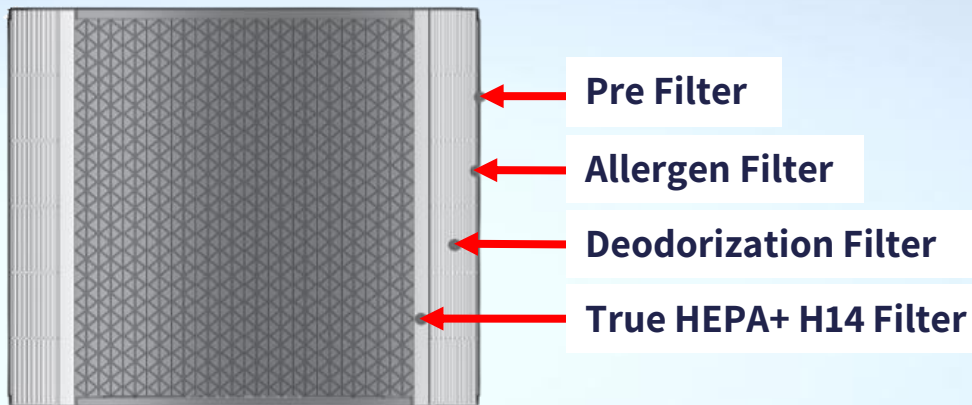 Pre Filter
Allergen Filter
Deodorization Filter
True HEPA+ H14 Filter